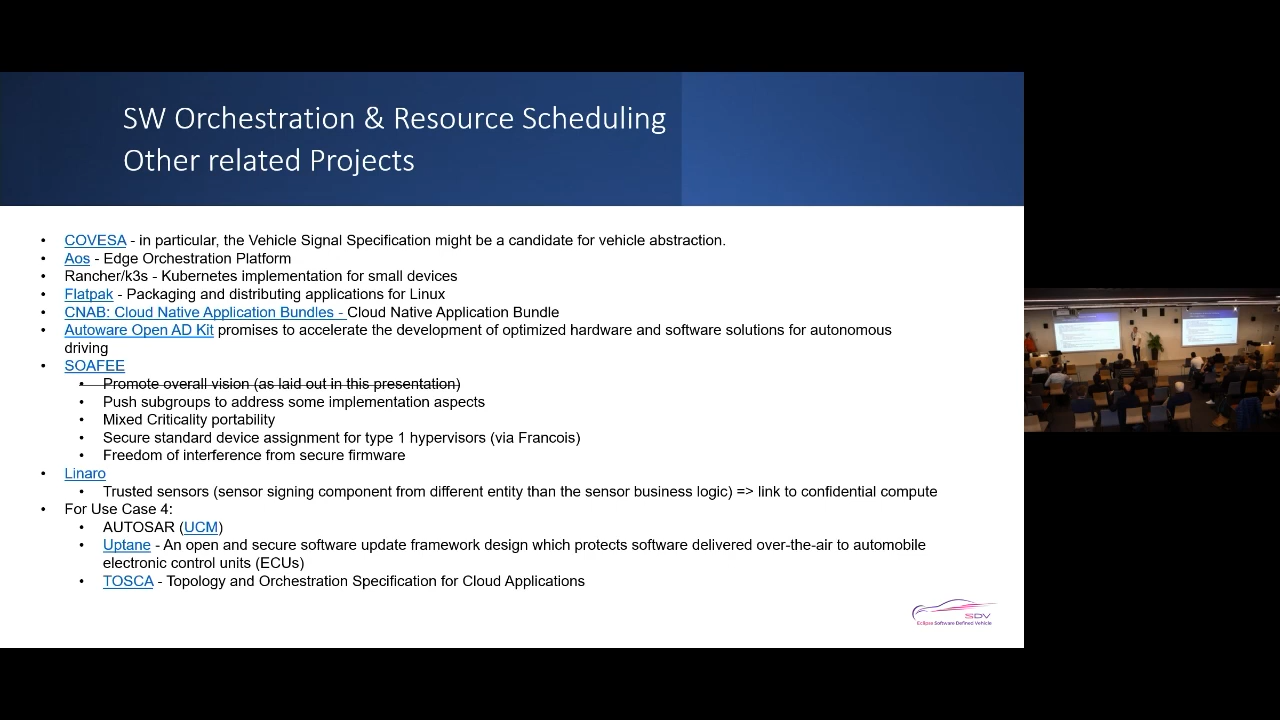 SW Orchestration & Resource Scheduling
Other related Projects
• COVESA - in particular, the Vehicle Signal Specification might be a candidate for vehicle abstraction.
• Aos - Edge Orchestration Platform
• Rancher/k3s - Kubernetes implementation for small devices
• Flatpak - Packaging and distributing applications for Linux
• CNAB: Cloud Native Application Bundles - Cloud Native Application Bundle
• Autoware Open AD Kit promises to accelerate the development of optimized hardware and software solutions for autonomous
driving
• SOAFEE
• Promote overall vision (as laid out in this presentation)
• Push subgroups to address some implementation aspects
• Mixed Criticality portability
• Secure standard device assignment for type 1 hypervisors (via Francois)
• Freedom of interference from secure firmware
• Linaro
• Trusted sensors (sensor signing component from different entity than the sensor business logic) => link to confidential compute
• For Use Case 4:
• AUTOSAR (UCM)
• Uptane - An open and secure software update framework design which protects software delivered over-the-air to automobile
electronic control units (ECUs)
• TOSCA - Topology and Orchestration Specification for Cloud Applications
SDV
Eclipse Software Defined Vehicle